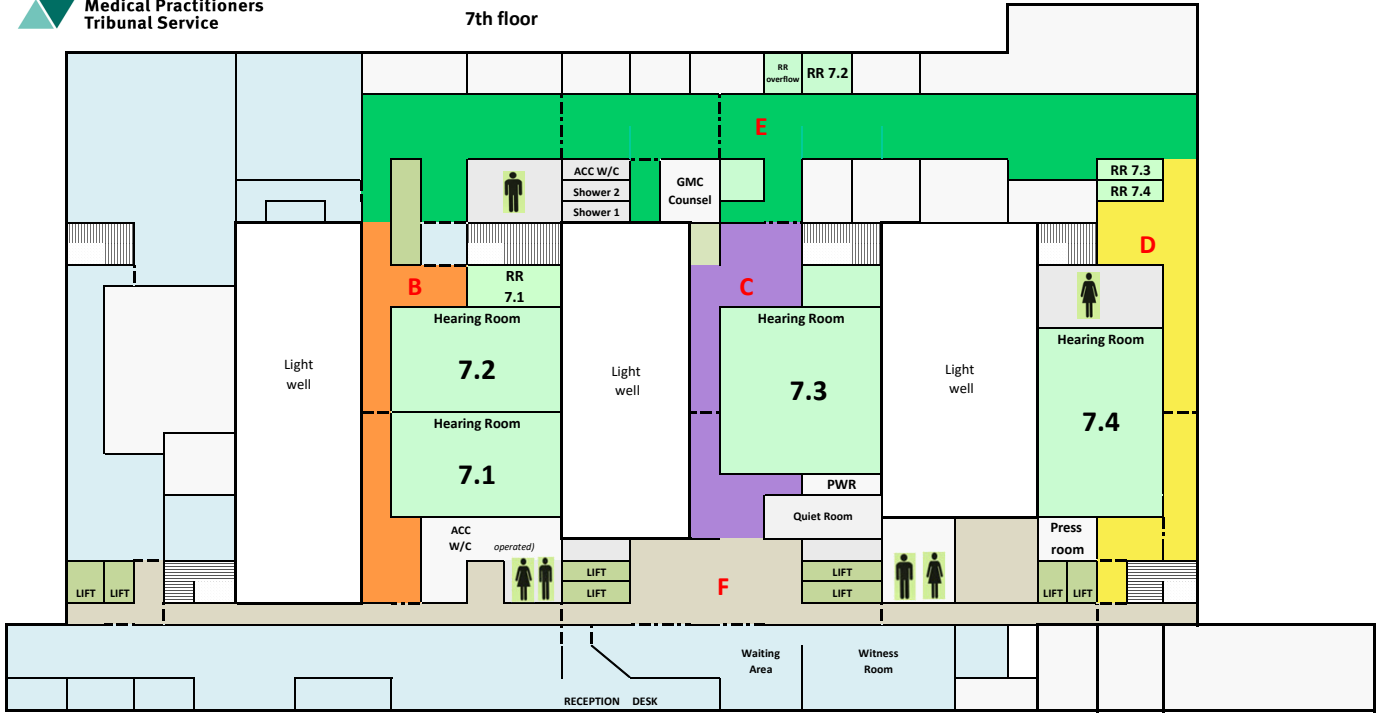 Medical Practitioners
Tribunal Service
7th floor
RR
overflow
RR 7.2
E
ACC W/C
Shower 2
Shower 1
GMC
Counsel
RR 7.3
RR 7.4
B
RR
7.1
C
D
Hearing Room
7.2
Hearing Room
7.3
Hearing Room
7.4
Light
well
Light
well
Light
well
Hearing Room
7.1
PWR
Quiet Room
ACC
W/C
operated)
Press
room
LIFT
LIFT
LIFT
LIFT
F
LIFT
LIFT
LIFT
LIFT
Waiting
Area
Witness
Room
RECEPTION DESK